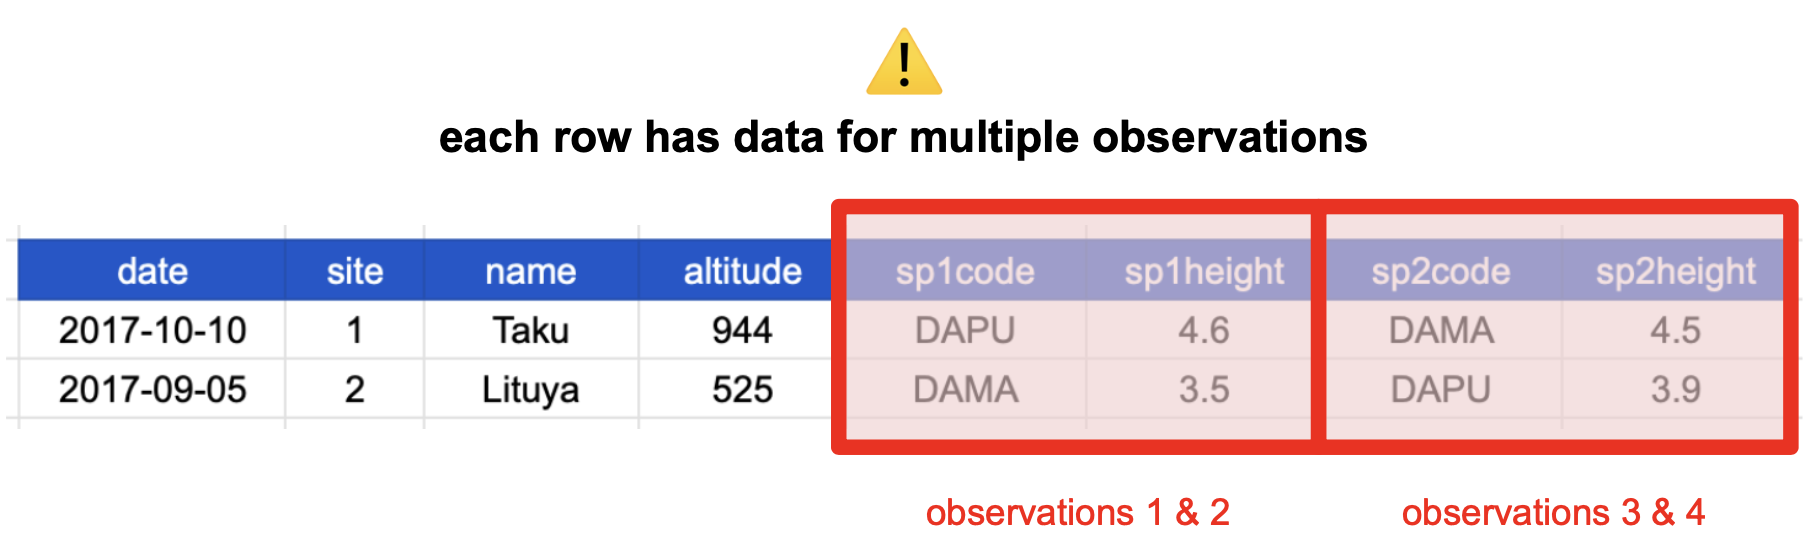 each row has data for multiple observations
date site name altitude sp1code sp1height sp2code sp2height
2017-10-10 1 Taku 944 DAPU 4.6 DAMA 4.5
2017-09-05 2 Lituya 525 DAMA 3.5 DAPU 3.9
observations 1 & 2 observations 3 & 4